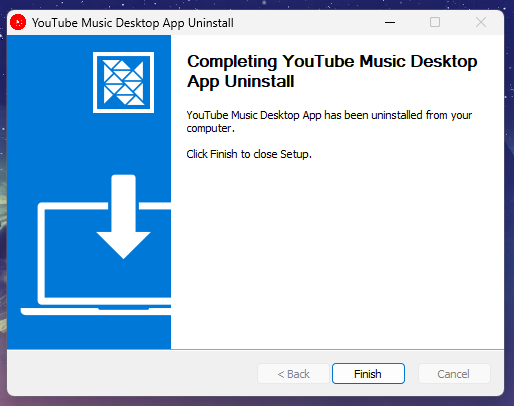 YouTube Music Desktop App Uninstall
Completing YouTube Music Desktop
App Uninstall
YouTube Music Desktop App has been uninstalled from your
computer.
Click Finish to close Setup.
< Back
Finish
Cancel